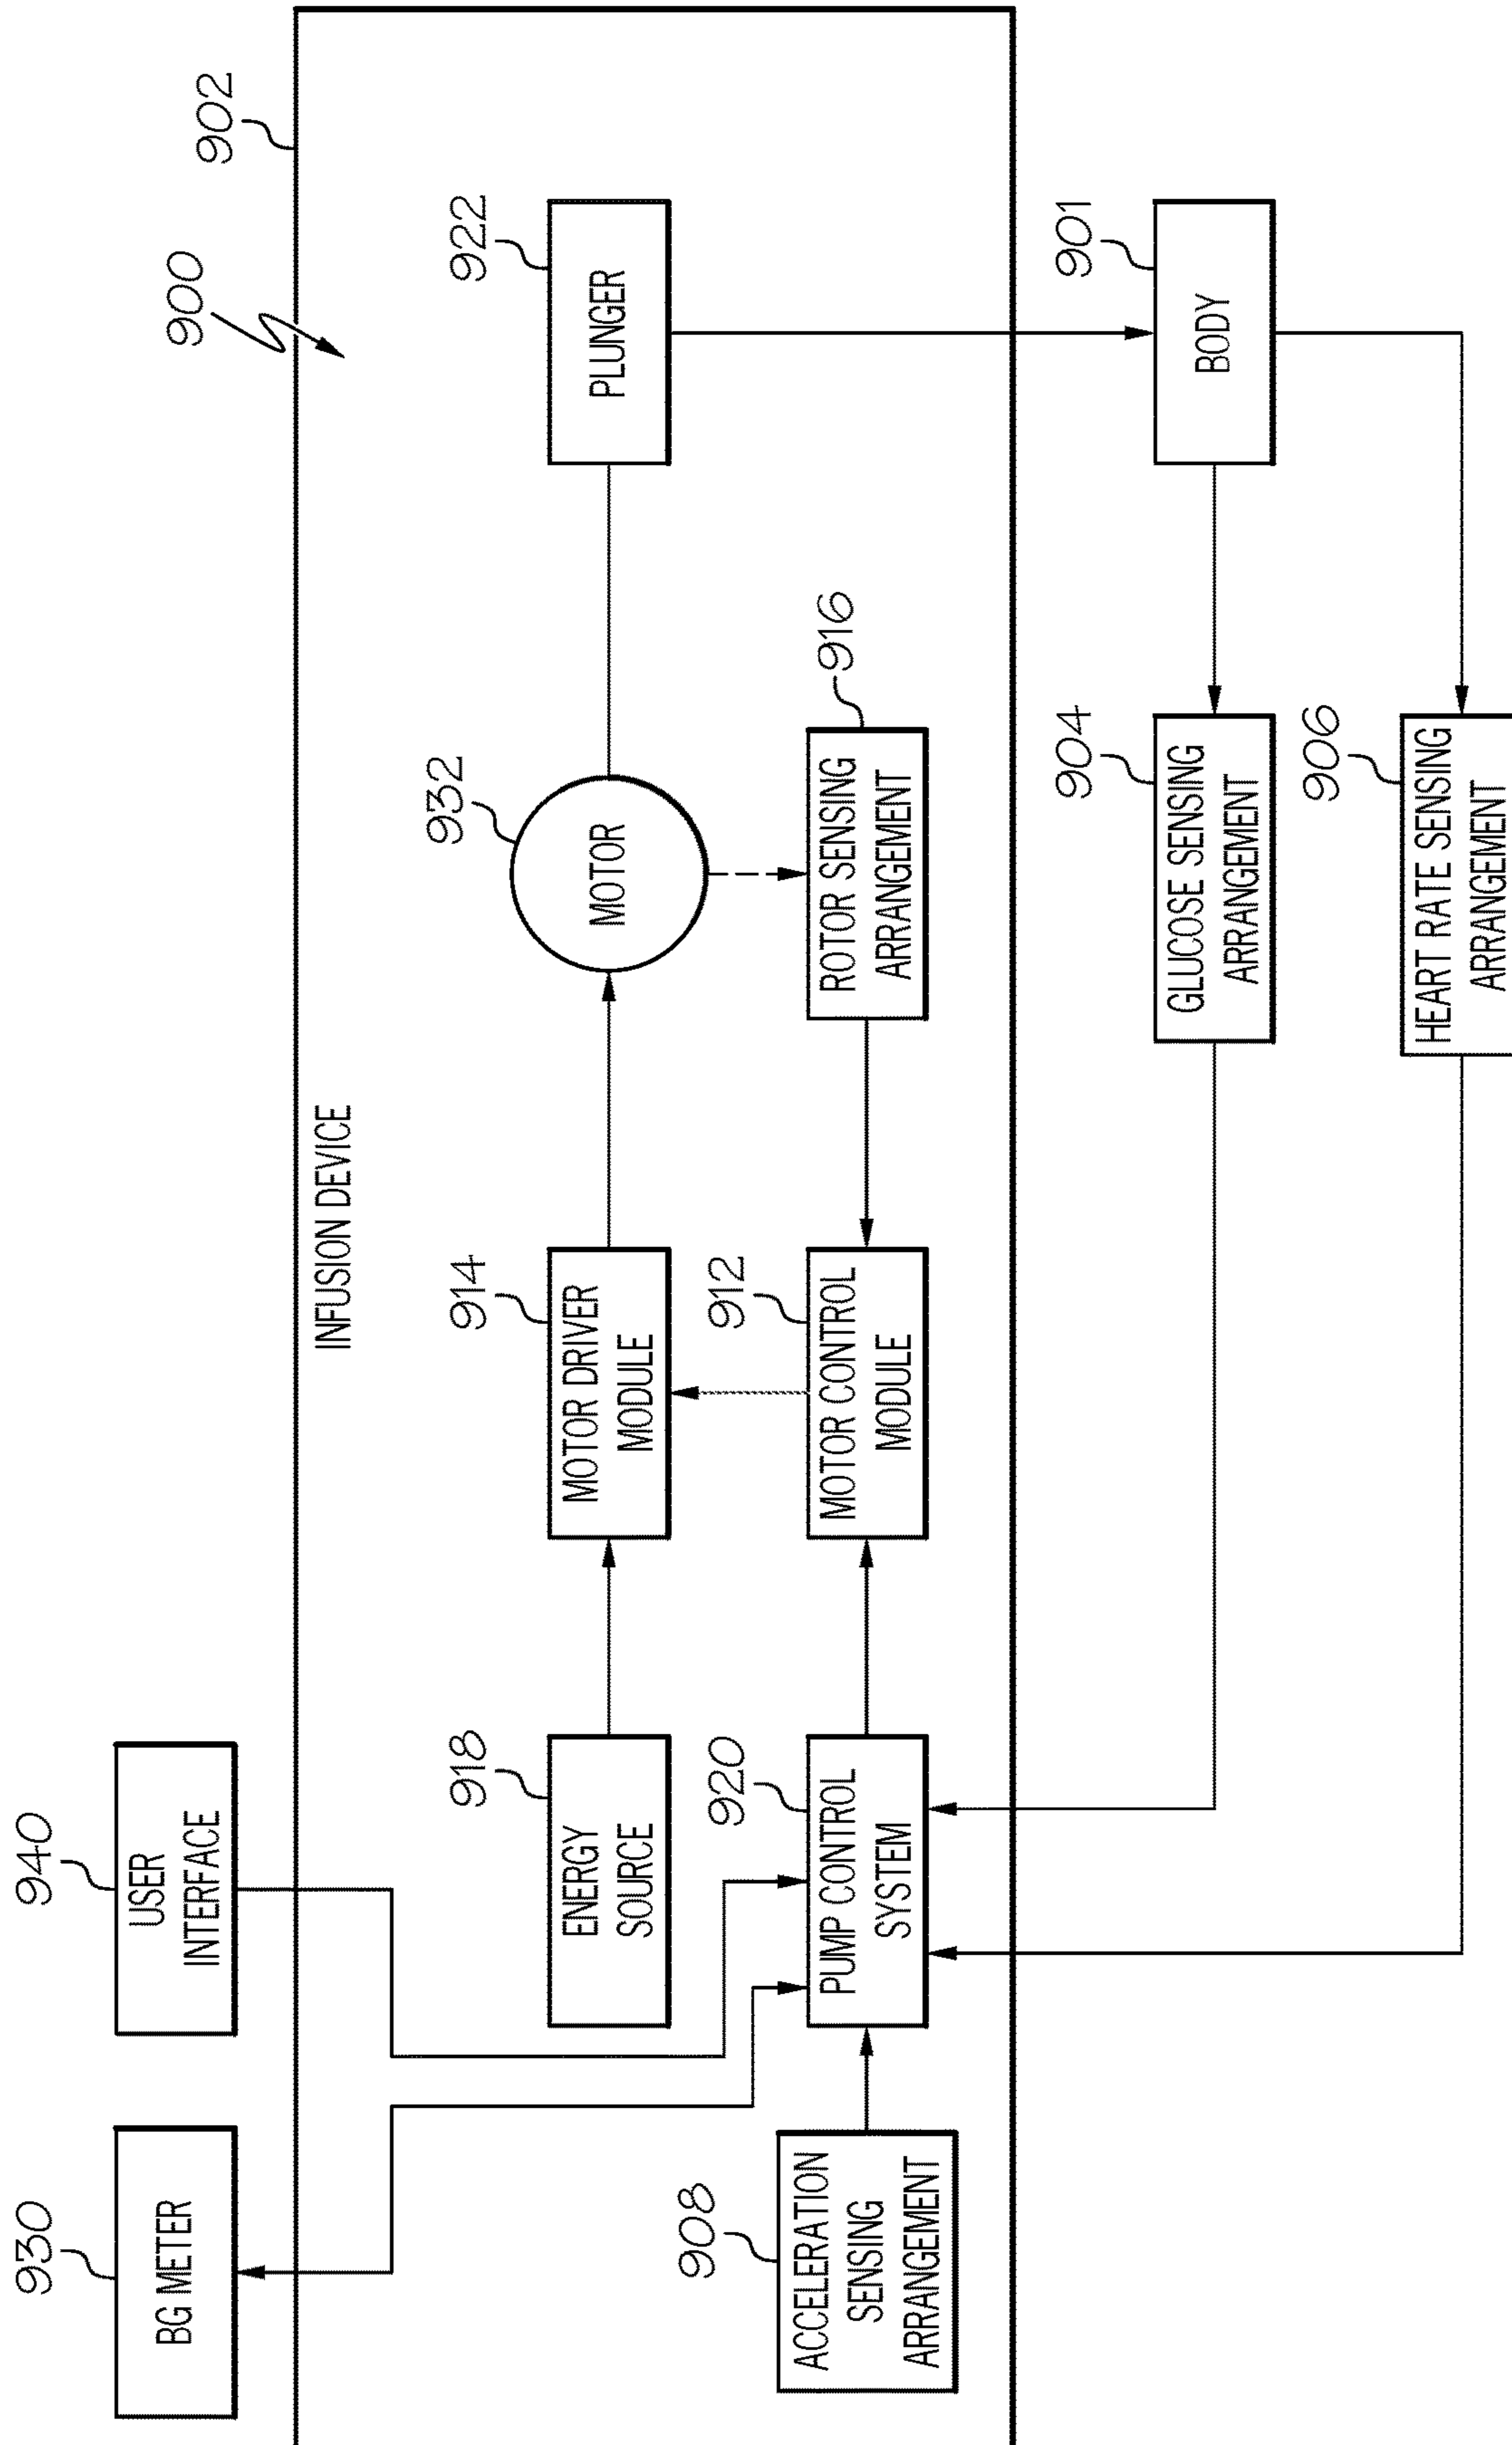 900
902
INFUSION DEVICE
940
USER
INTERFACE
930
BG METER
918
ENERGY
SOURCE
914
MOTOR DRIVER
MODULE
932
MOTOR
922
PLUNGER
908
ACCELERATION
SENSING
ARRANGEMENT
920
PUMP CONTROL
SYSTEM
912
MOTOR CONTROL
MODULE
916
ROTOR SENSING
ARRANGEMENT
901
BODY
904
GLUCOSE SENSING
ARRANGEMENT
906
HEART RATE SENSING
ARRANGEMENT